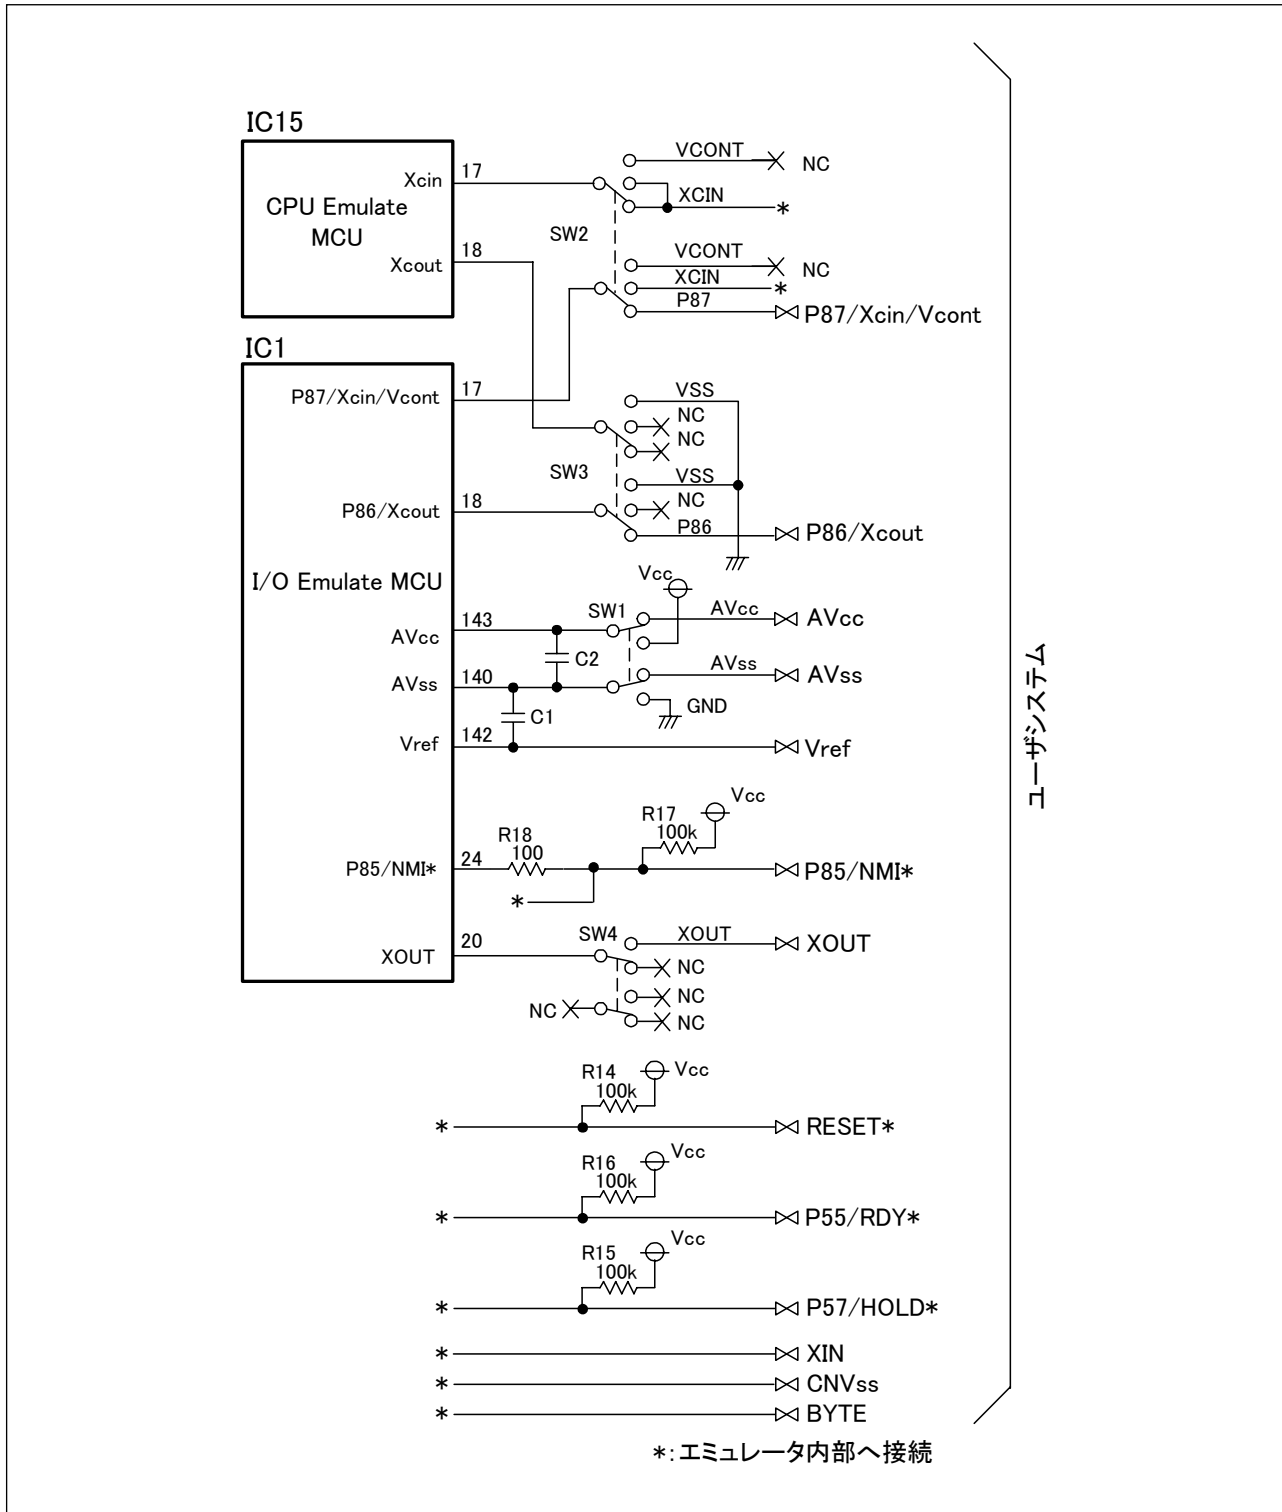 IC15
CPU Emulate
MCU
Xcin
17
Xcout
18
SW2
VCONT
NC
XCIN
*
VCONT
NC
XCIN
*
P87
P87/Xcin/Vcont
IC1
P87/Xcin/Vcont
17
VSS
NC
NC
SW3
VSS
NC
P86/Xcout
18
P86
P86/Xcout
I/O Emulate MCU
Vcc
SW1
AVcc
143
AVcc
AVcc
C2
AVss
140
AVss
AVss
C1
GND
Vref
142
Vref
Vcc
R17
100k
R18
100
P85/NMI*
24
P85/NMI*
*
XOUT
20
SW4
XOUT
XOUT
NC
NC
NC
NC
R14
100k
Vcc
*
RESET*
R16
100k
Vcc
*
P55/RDY*
R15
100k
Vcc
*
P57/HOLD*
*
XIN
*
CNVss
*
BYTE
ユーザシステム
*:エミュレータ内部へ接続